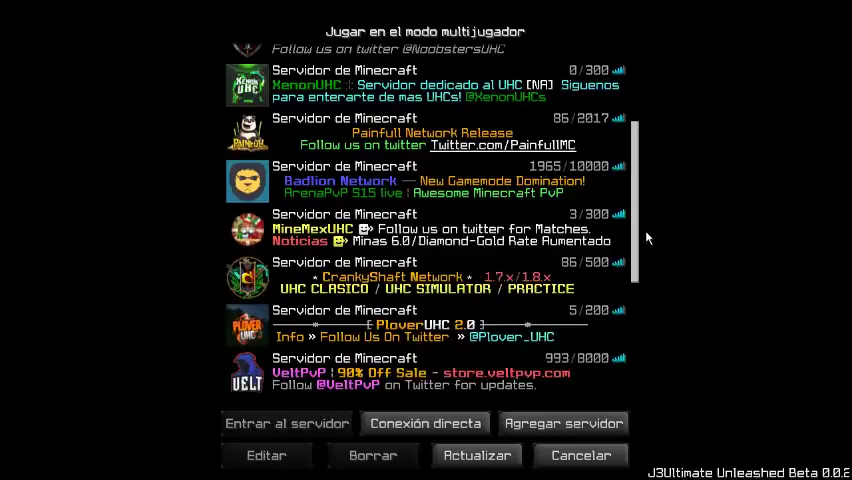 Jugar en el modo multijugador
Follow us on twitter @NoobstersUHC
Servidor de Minecraft 0/300
XenonUHC :: Servidor dedicado al UHC [NA] Siguenos
para enterarte de mas UHCs! @XenonUHCs
XENON UHC
Servidor de Minecraft 86/2017
Painfull Network Release
Follow us on twitter Twitter.com/PainfullMC
PAINFULL
Servidor de Minecraft 1965/10000
Badlion Network — New Gamemode Domination!
ArenaPvP S15 live | Awesome Minecraft PvP
Servidor de Minecraft 3/300
MineMexUHC Follow us on twitter for Matches.
Noticias Minas 6.0/Diamond-Gold Rate Aumentado
Servidor de Minecraft 86/500
* CrankyShaft Network * 1.7.x/1.8.x
UHC CLASICO / UHC SIMULATOR / PRACTICE
Servidor de Minecraft 5/200
[ PloverUHC 2.0 ]
Info » Follow Us On Twitter » @Plover_UHC
PLOVER UHC
Servidor de Minecraft 993/8000
VeltPvP | 90% Off Sale - store.veltpvp.com
Follow @VeltPvP on Twitter for updates.
VELT
Entrar al servidor Conexión directa Agregar servidor
Editar Borrar Actualizar Cancelar
J3Ultimate Unleashed Beta 0.0.2